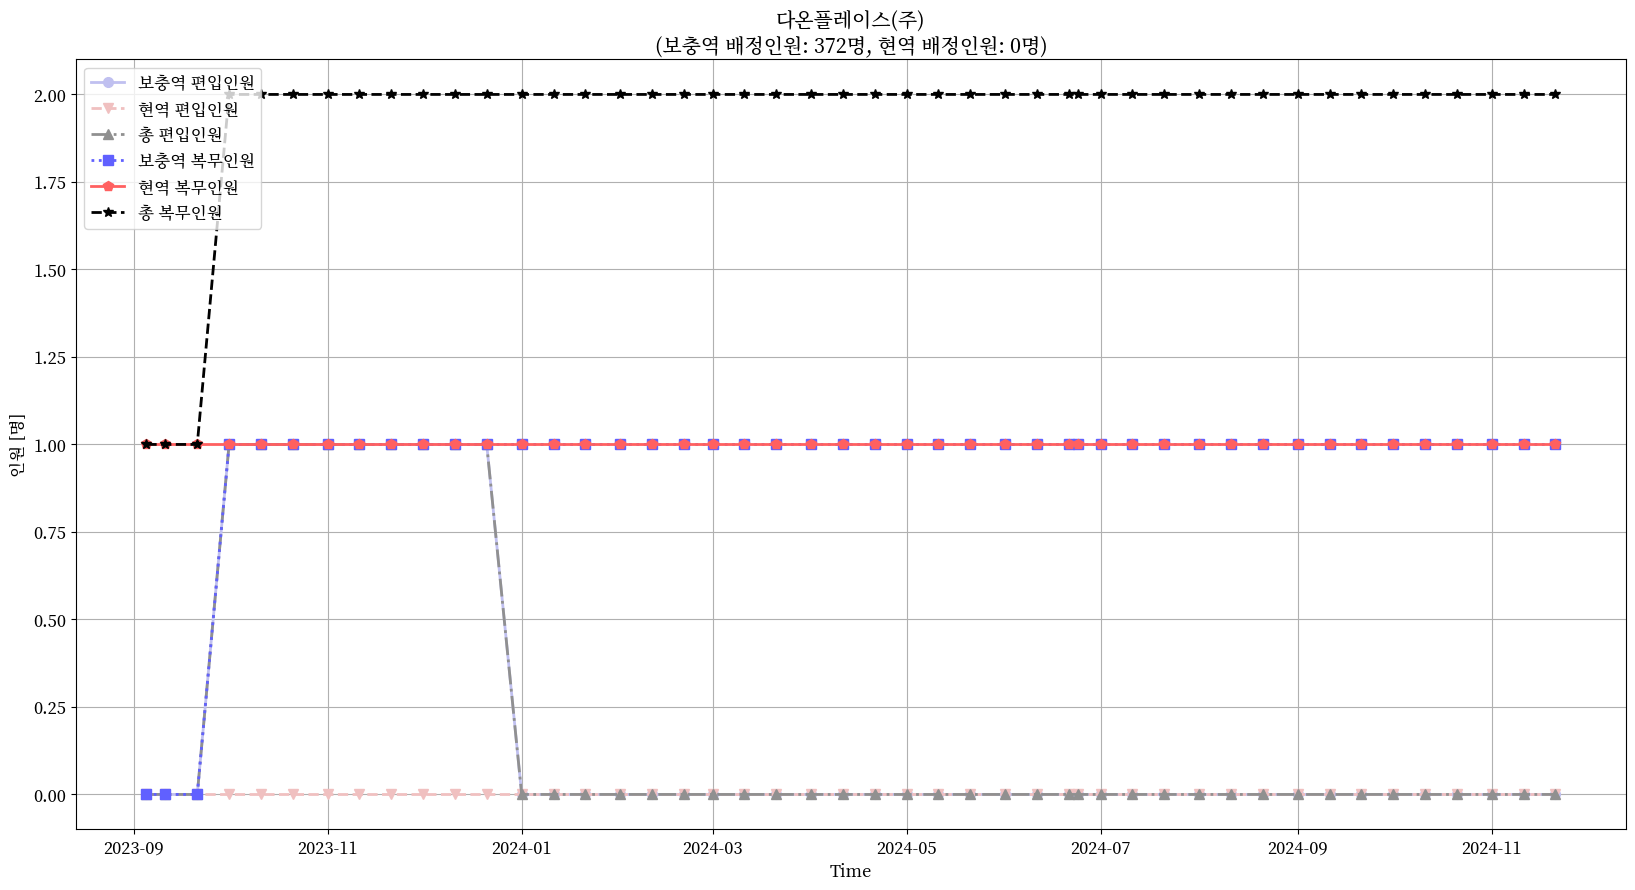 다온플레이스(주)
(보충역 배정인원: 372명, 현역 배정인원: 0명)
보충역 편입인원
현역 편입인원
총 편입인원
보충역 복무인원
현역 복무인원
총 복무인원
2.00
1.75
1.50
1.25
1.00
0.75
0.50
0.25
0.00
인원 [명]
2023-09
2023-11
2024-01
2024-03
2024-05
2024-07
2024-09
2024-11
Time